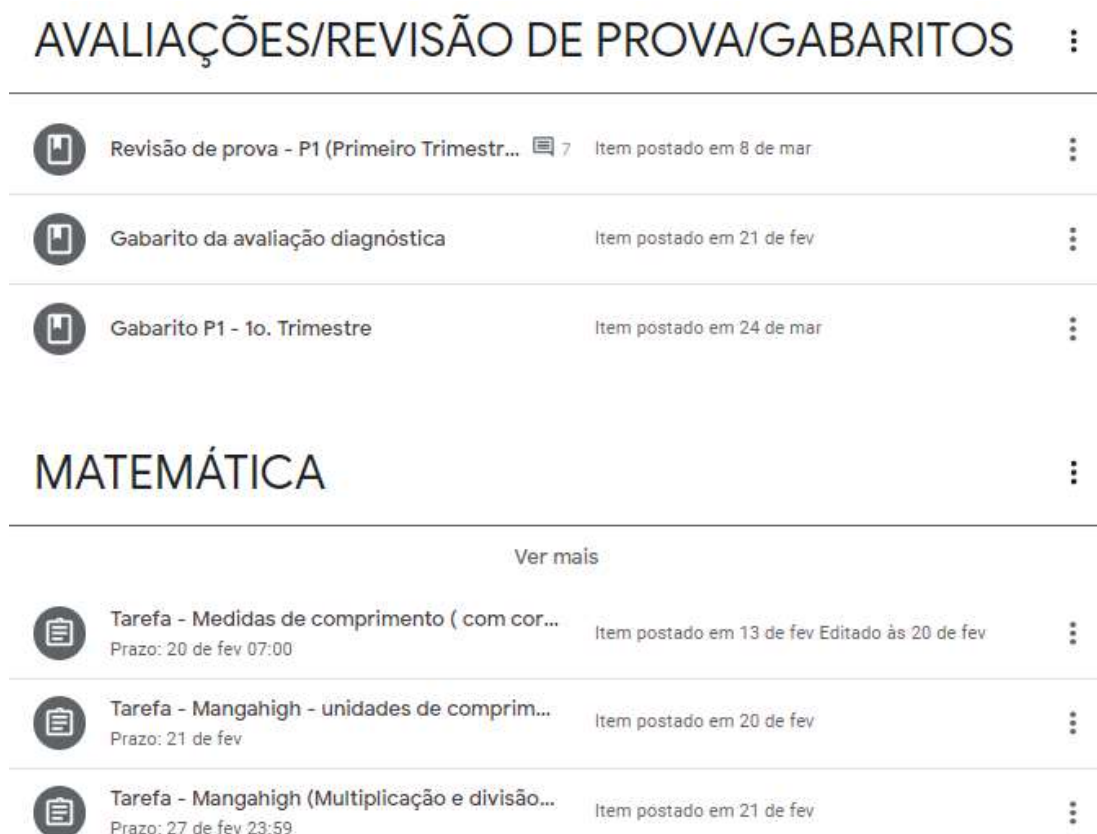 AVALIAÇÕES/REVISÃO DE PROVA/GABARITOS
Revisão de prova - P1 (Primeiro Trimestr... 7 Item postado em 8 de mar
Gabarito da avaliação diagnóstica Item postado em 21 de fev
Gabarito P1 - 1o. Trimestre Item postado em 24 de mar
MATEMÁTICA
Ver mais
Tarefa - Medidas de comprimento ( com cor... Item postado em 13 de fev Editado às 20 de fev
Prazo: 20 de fev 07:00
Tarefa - Mangahigh - unidades de comprim... Item postado em 20 de fev
Prazo: 21 de fev
Tarefa - Mangahigh (Multiplicação e divisão... Item postado em 21 de fev
Prazo: 27 de fev 23:59